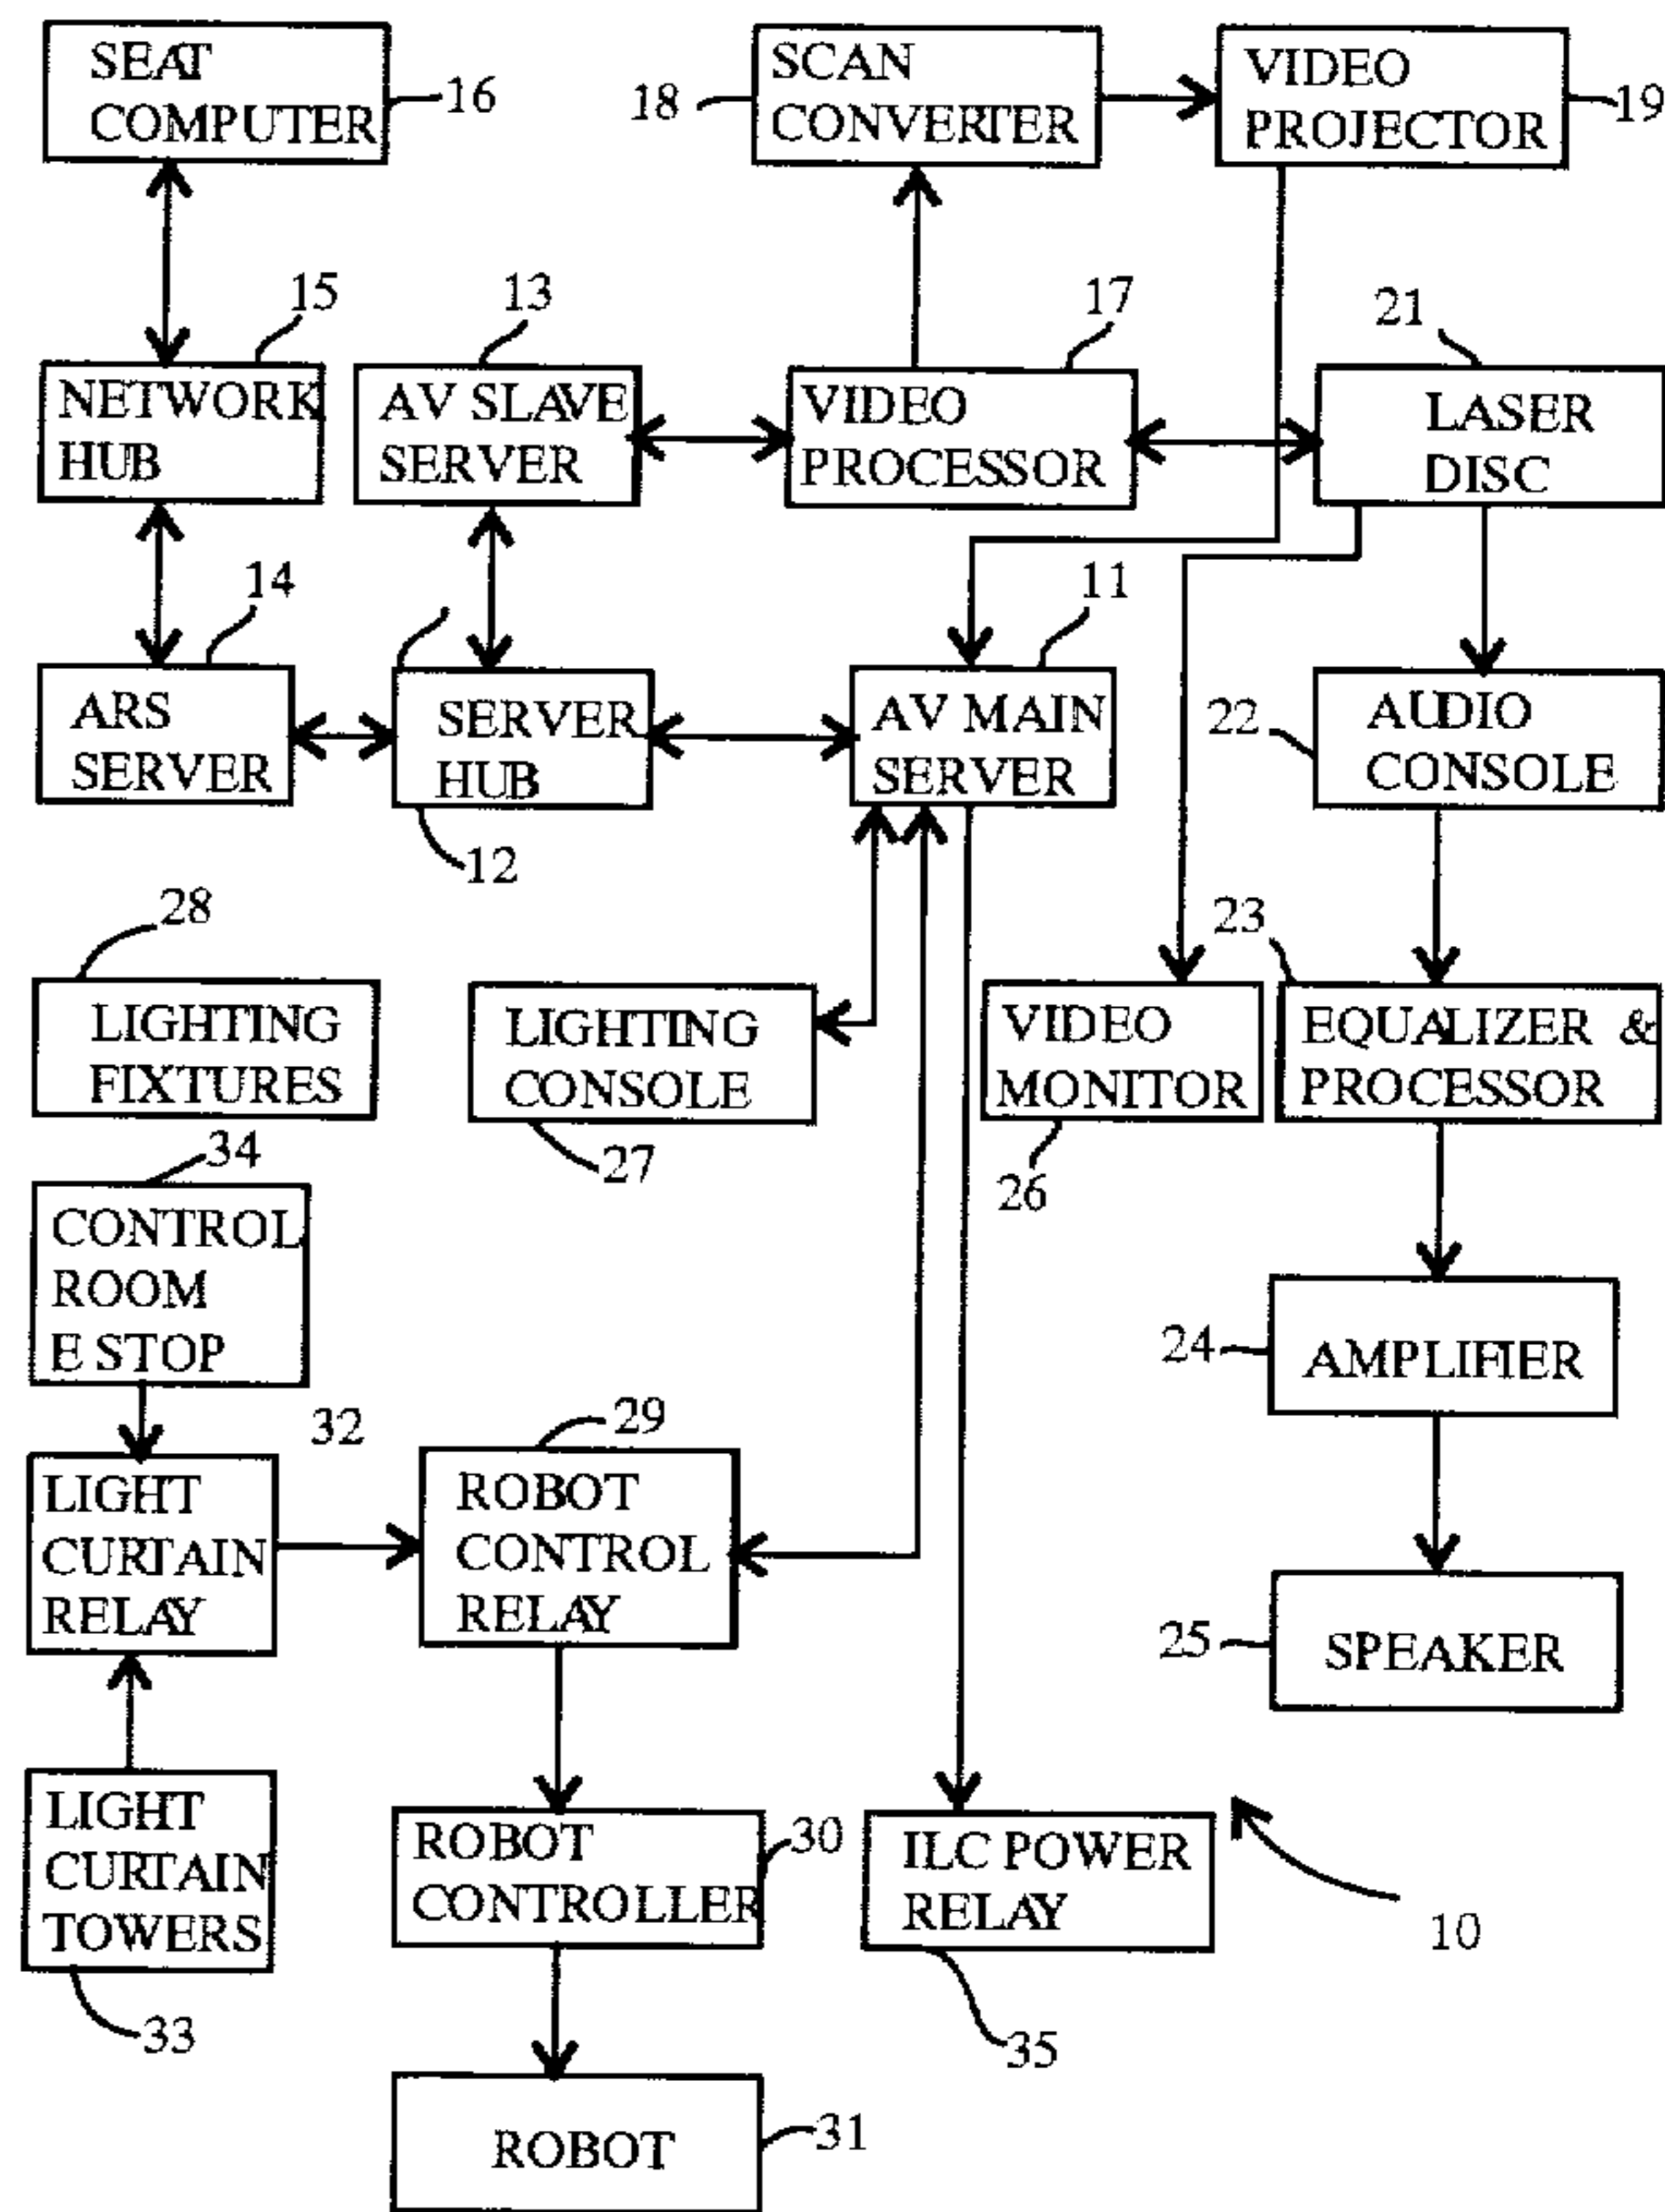 SEAT
COMPUTER
16
18
SCAN
CONVERTER
VIDEO
PROJECTOR
19
15
13
17
21
NETWORK
HUB
AV SLAVE
SERVER
VIDEO
PROCESSOR
LASER
DISC
14
11
ARS
SERVER
SERVER
HUB
AV MAIN
SERVER
22
AUDIO
CONSOLE
12
28
23
LIGHTING
FIXTURES
LIGHTING
CONSOLE
VIDEO
MONITOR
EQUALIZER &
PROCESSOR
34
27
26
CONTROL
ROOM
E STOP
24
AMPLIFIER
32
29
LIGHT
CURTAIN
RELAY
ROBOT
CONTROL
RELAY
25
SPEAKER
LIGHT
CURTAIN
TOWERS
ROBOT
CONTROLLER
30
ILC POWER
RELAY
10
33
35
ROBOT
31